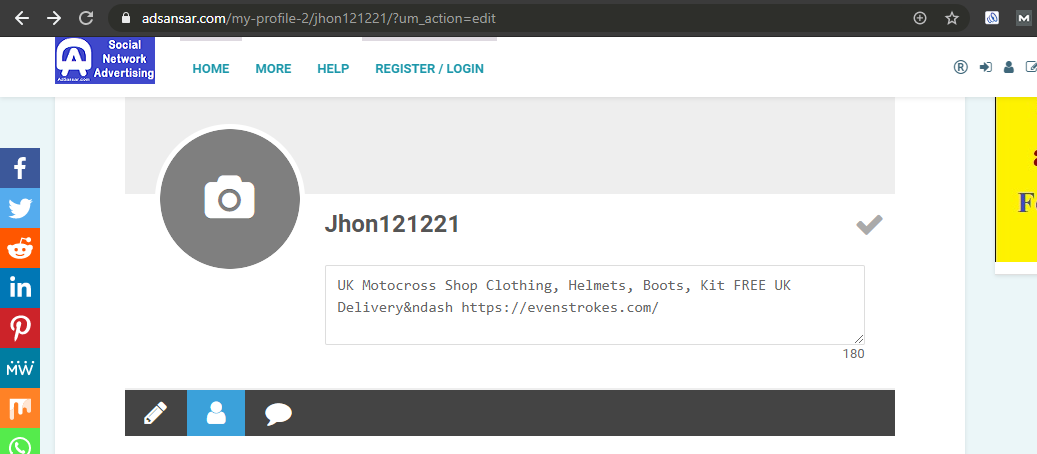 adsansar.com/my-profile-2/jhon121221/?um_action=edit
Social
Network
Advertising
AdSansar.com
HOME
MORE
HELP
REGISTER / LOGIN
Jhon121221
UK Motocross Shop Clothing, Helmets, Boots, Kit FREE UK
Delivery&ndash https://evenstrokes.com/
180